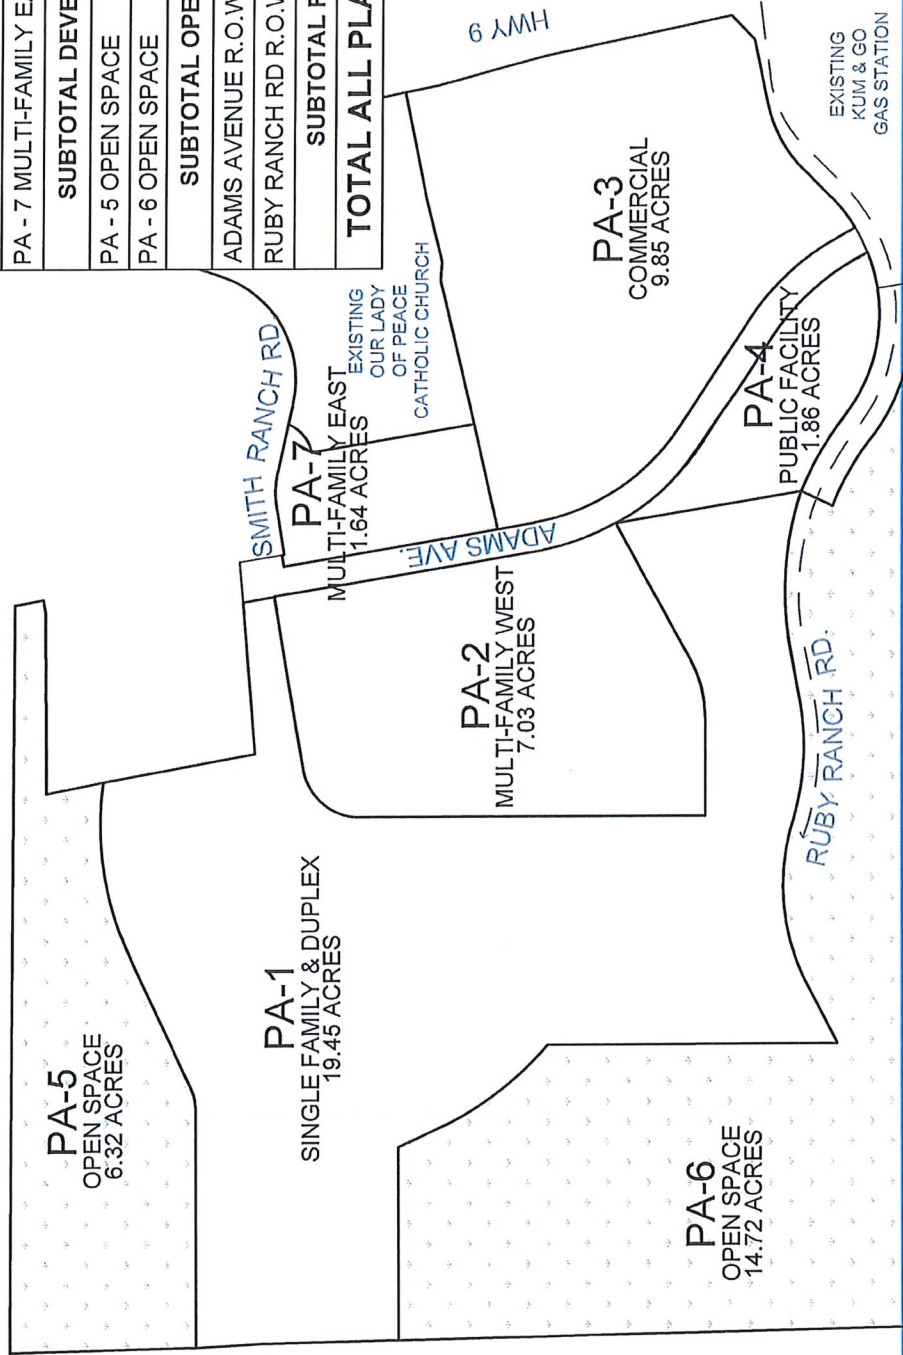 PA - 7 MULTI-FAMILY EA
SUBTOTAL DEVE
PA - 5 OPEN SPACE
PA - 6 OPEN SPACE
SUBTOTAL OPE
ADAMS AVENUE R.O.W
RUBY RANCH RD R.O.W
SUBTOTAL R
TOTAL ALL PLA
HWY 9
EXISTING
KUM & GO
GAS STATION
PA-3
COMMERCIAL
9.85 ACRES
EXISTING
OUR LADY
OF PEACE
CATHOLIC CHURCH
SMITH RANCH RD.
PA-7
MULTI-FAMILY EAST
1.64 ACRES
PA-4
PUBLIC FACILITY
1.86 ACRES
ADAMS AVE.
PA-2
MULTI-FAMILY WEST
7.03 ACRES
RUBY RANCH RD.
PA-1
SINGLE FAMILY & DUPLEX
19.45 ACRES
PA-5
OPEN SPACE
6.32 ACRES
PA-6
OPEN SPACE
14.72 ACRES